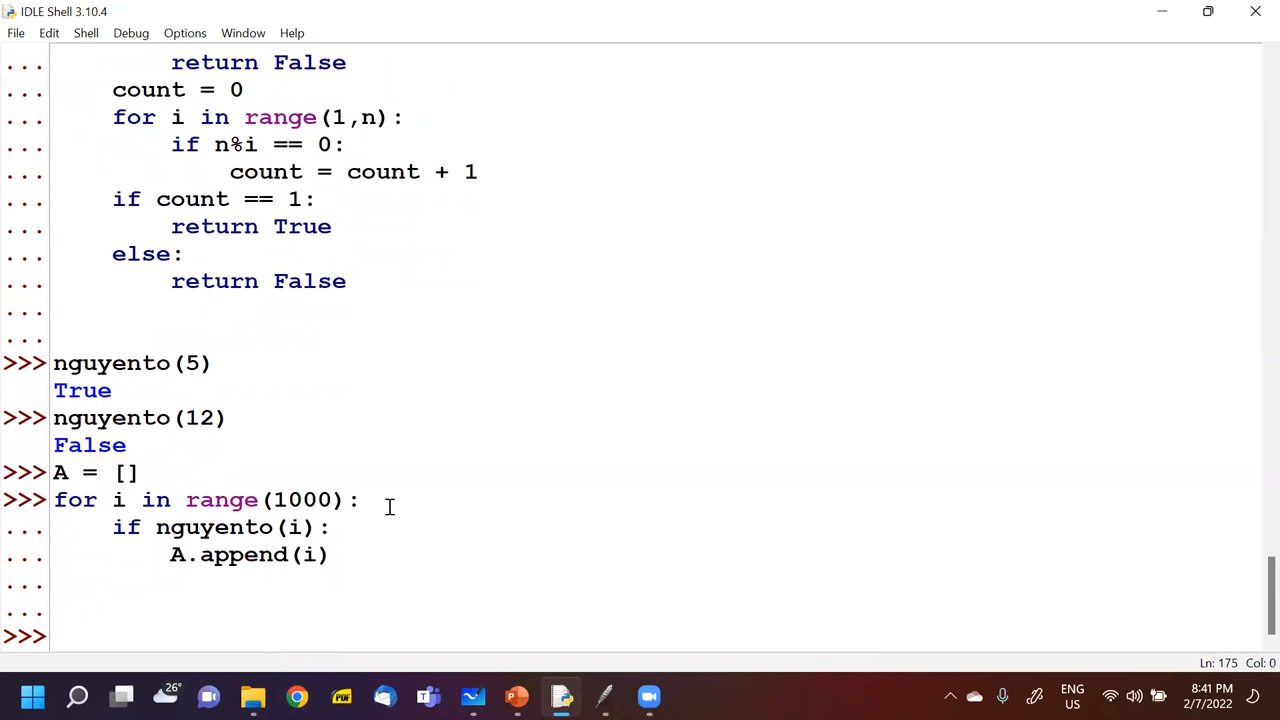 IDLE Shell 3.10.4
File Edit Shell Debug Options Window Help
... return False
... count = 0
... for i in range(1,n):
... if n%i == 0:
... count = count + 1
... if count == 1:
... return True
... else:
... return False
...
...
>>> nguyento(5)
True
>>> nguyento(12)
False
>>> A = []
>>> for i in range(1000):
... if nguyento(i):
... A.append(i)
...
...
>>>
Ln: 175 Col: 0
26°
PDF
ENG
US
8:41 PM
2/7/2022